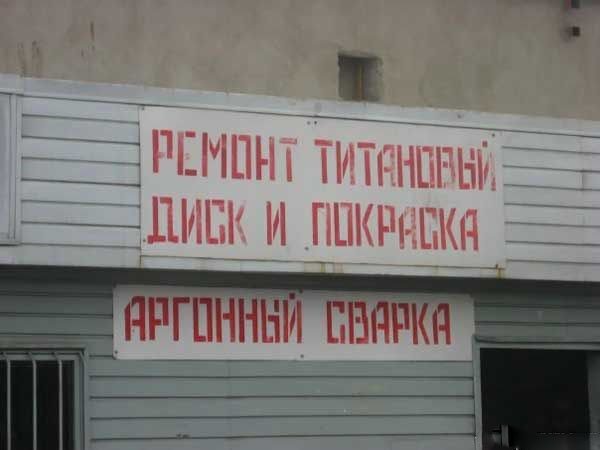 РЕМОНТ ТИТАНОВЫЙ
ДИСК И ПОКРАСКА
АРГОННЫЙ СВАРКА